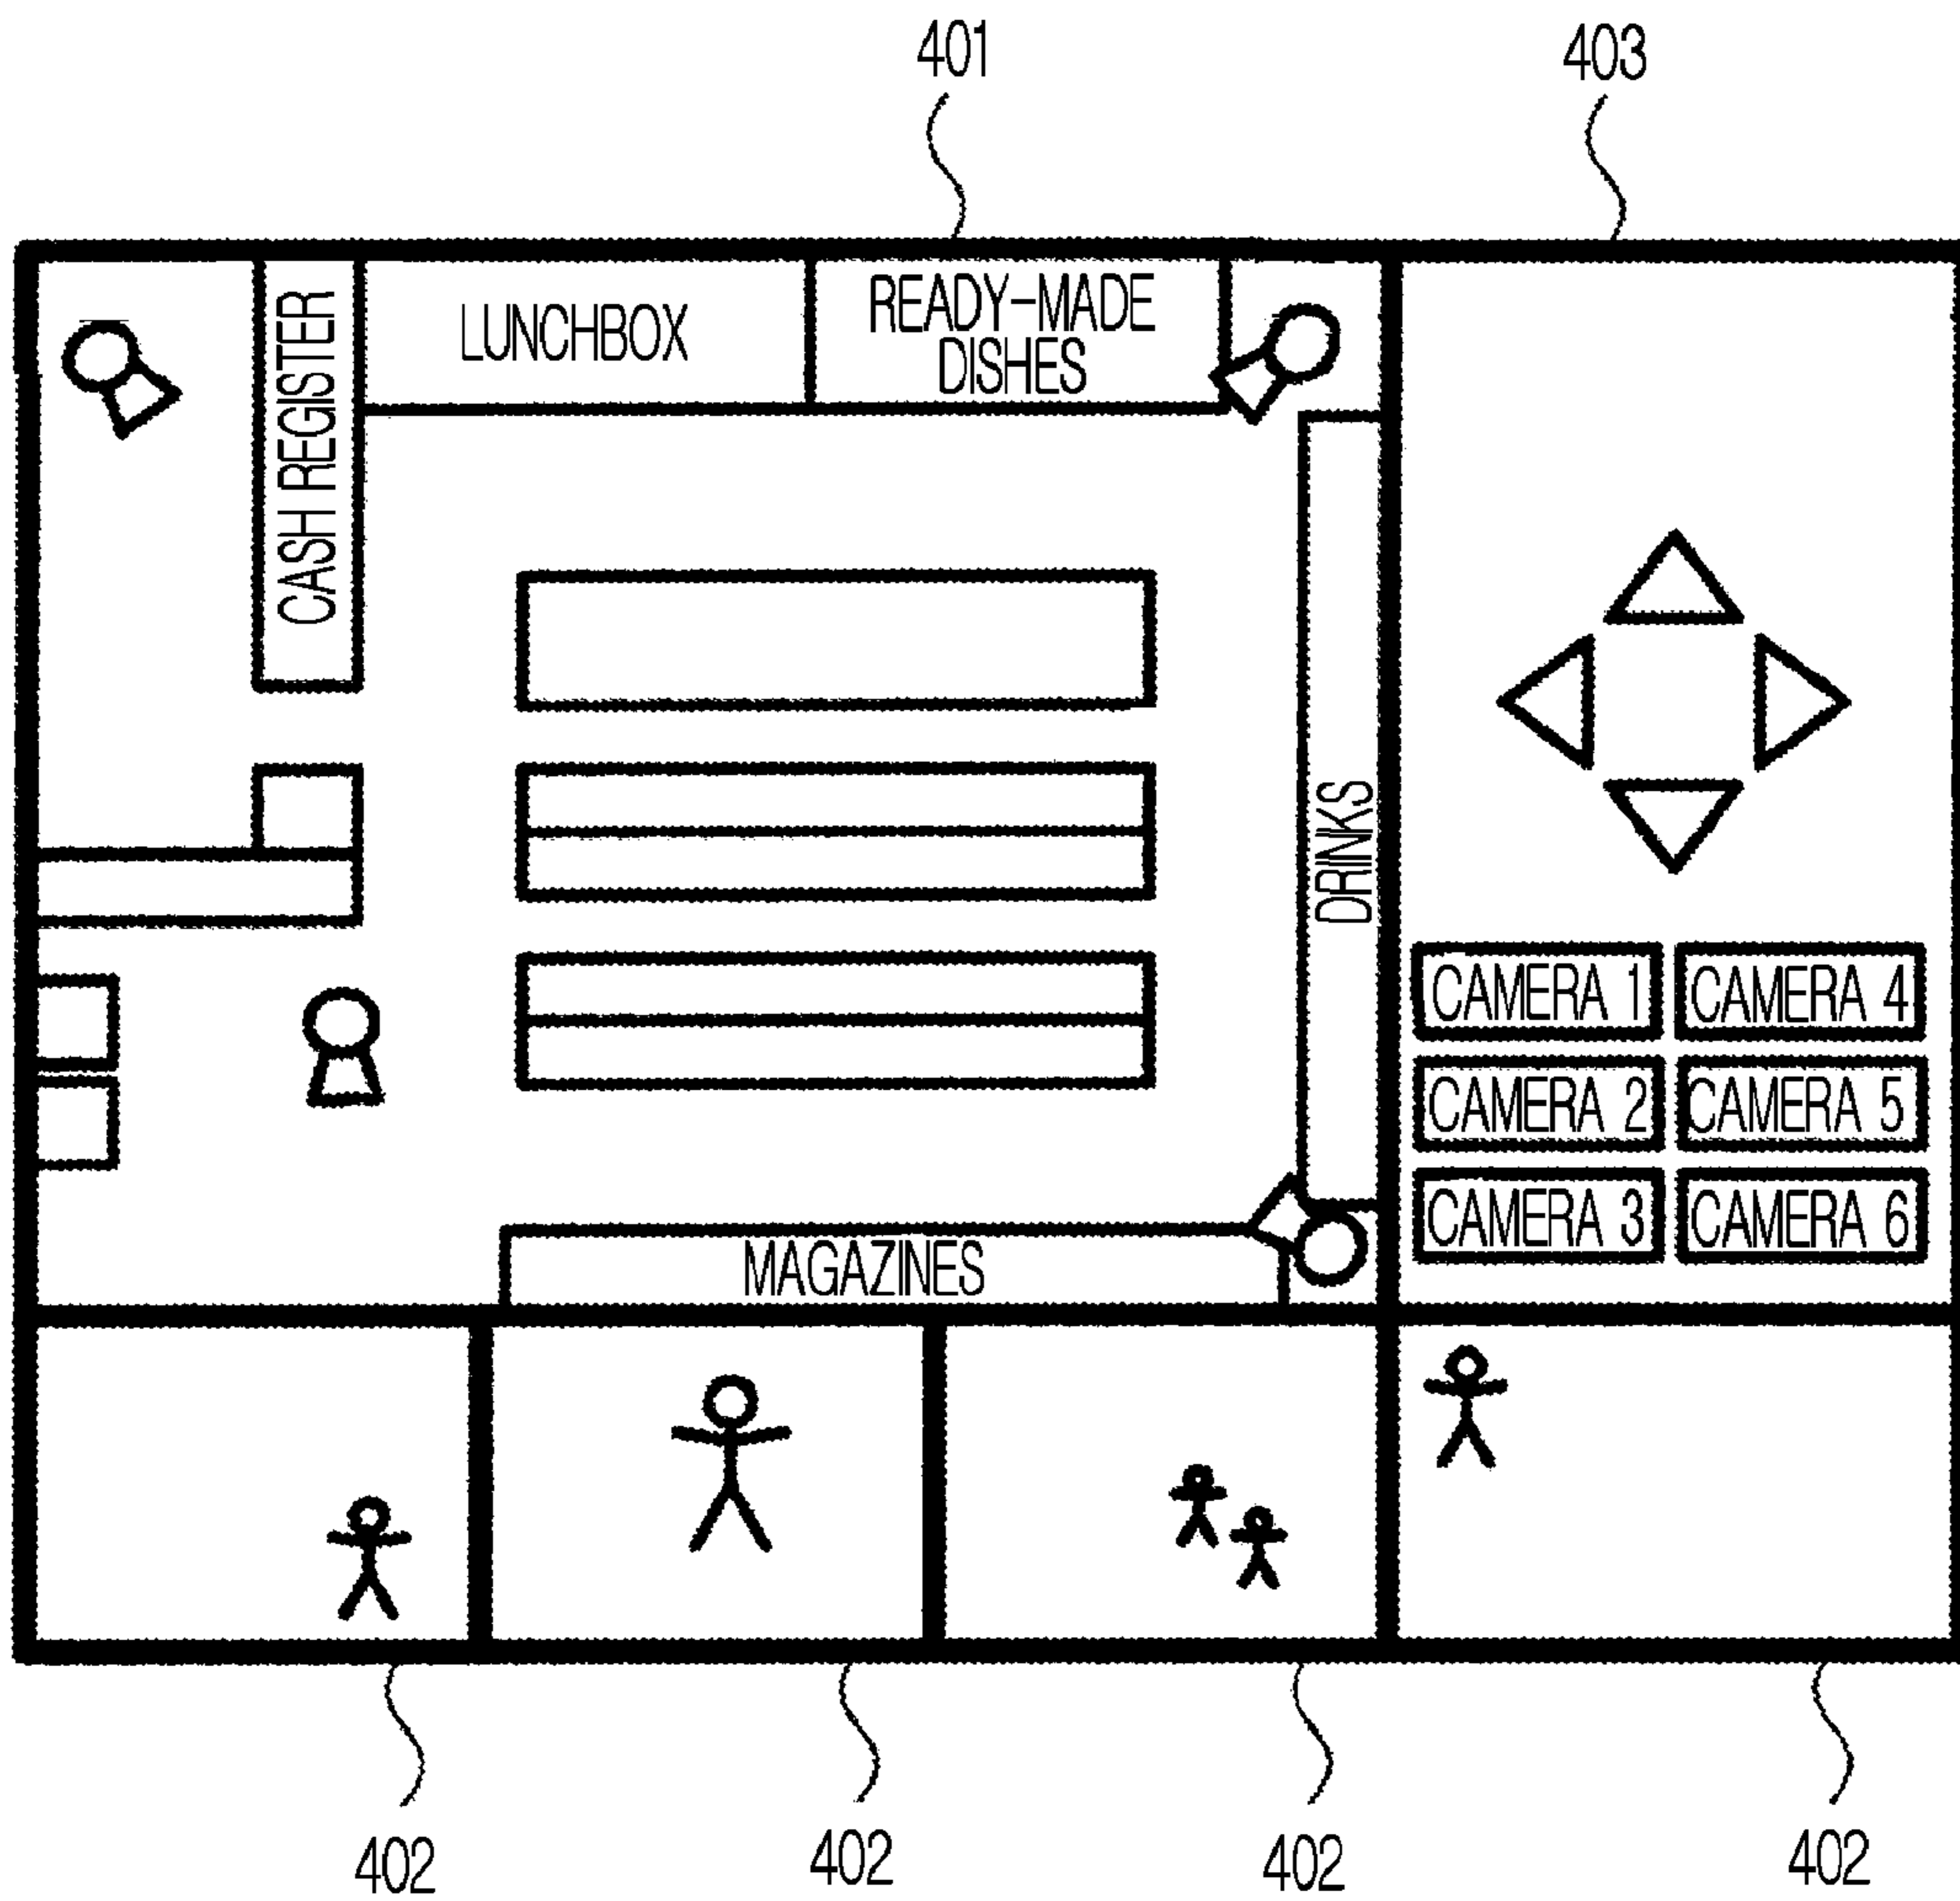 401
403
CASH REGISTER
LUNCHBOX
READY-MADE
DISHES
DRINKS
CAMERA 1
CAMERA 4
CAMERA 2
CAMERA 5
CAMERA 3
CAMERA 6
MAGAZINES
402
402
402
402